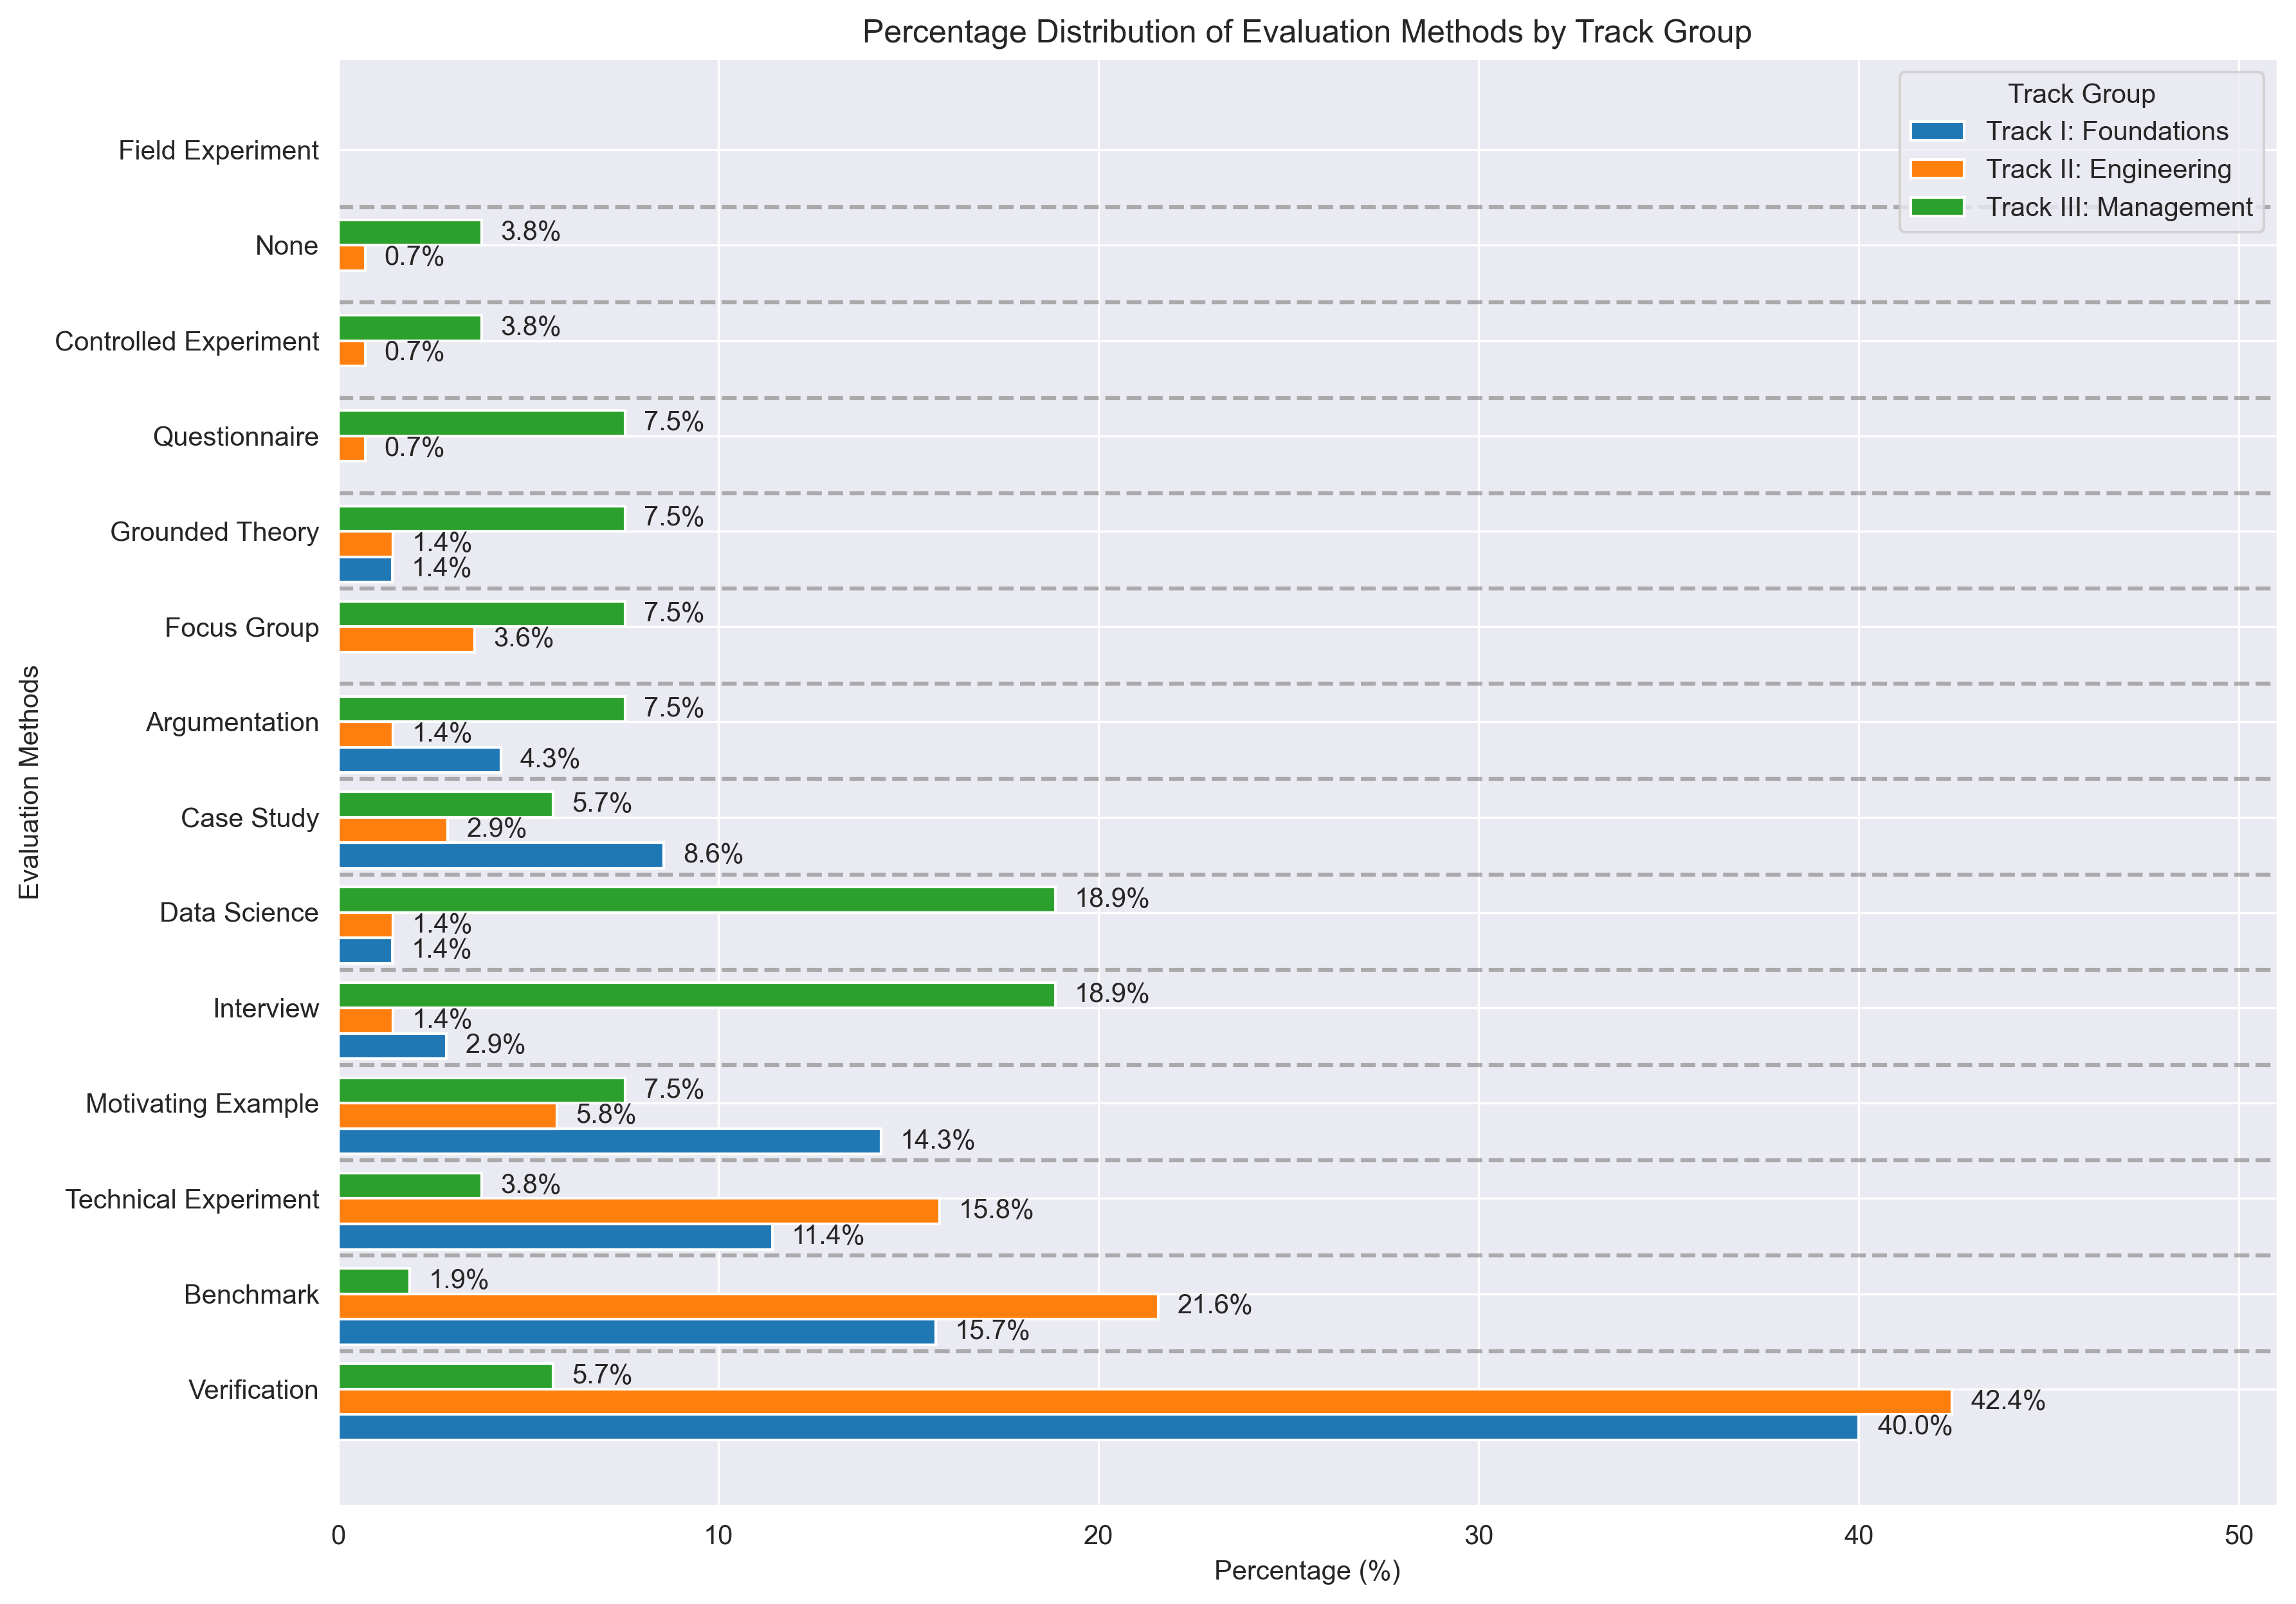 Percentage Distribution of Evaluation Methods by Track Group
Track Group
Track I: Foundations
Track II: Engineering
Track III: Management
Evaluation Methods
Field Experiment
None
3.8%
0.7%
Controlled Experiment
3.8%
0.7%
Questionnaire
7.5%
0.7%
Grounded Theory
7.5%
1.4%
1.4%
Focus Group
7.5%
3.6%
Argumentation
7.5%
1.4%
4.3%
Case Study
5.7%
2.9%
8.6%
Data Science
18.9%
1.4%
1.4%
Interview
18.9%
1.4%
2.9%
Motivating Example
7.5%
5.8%
14.3%
Technical Experiment
3.8%
15.8%
11.4%
Benchmark
1.9%
21.6%
15.7%
Verification
5.7%
42.4%
40.0%
0 10 20 30 40 50
Percentage (%)